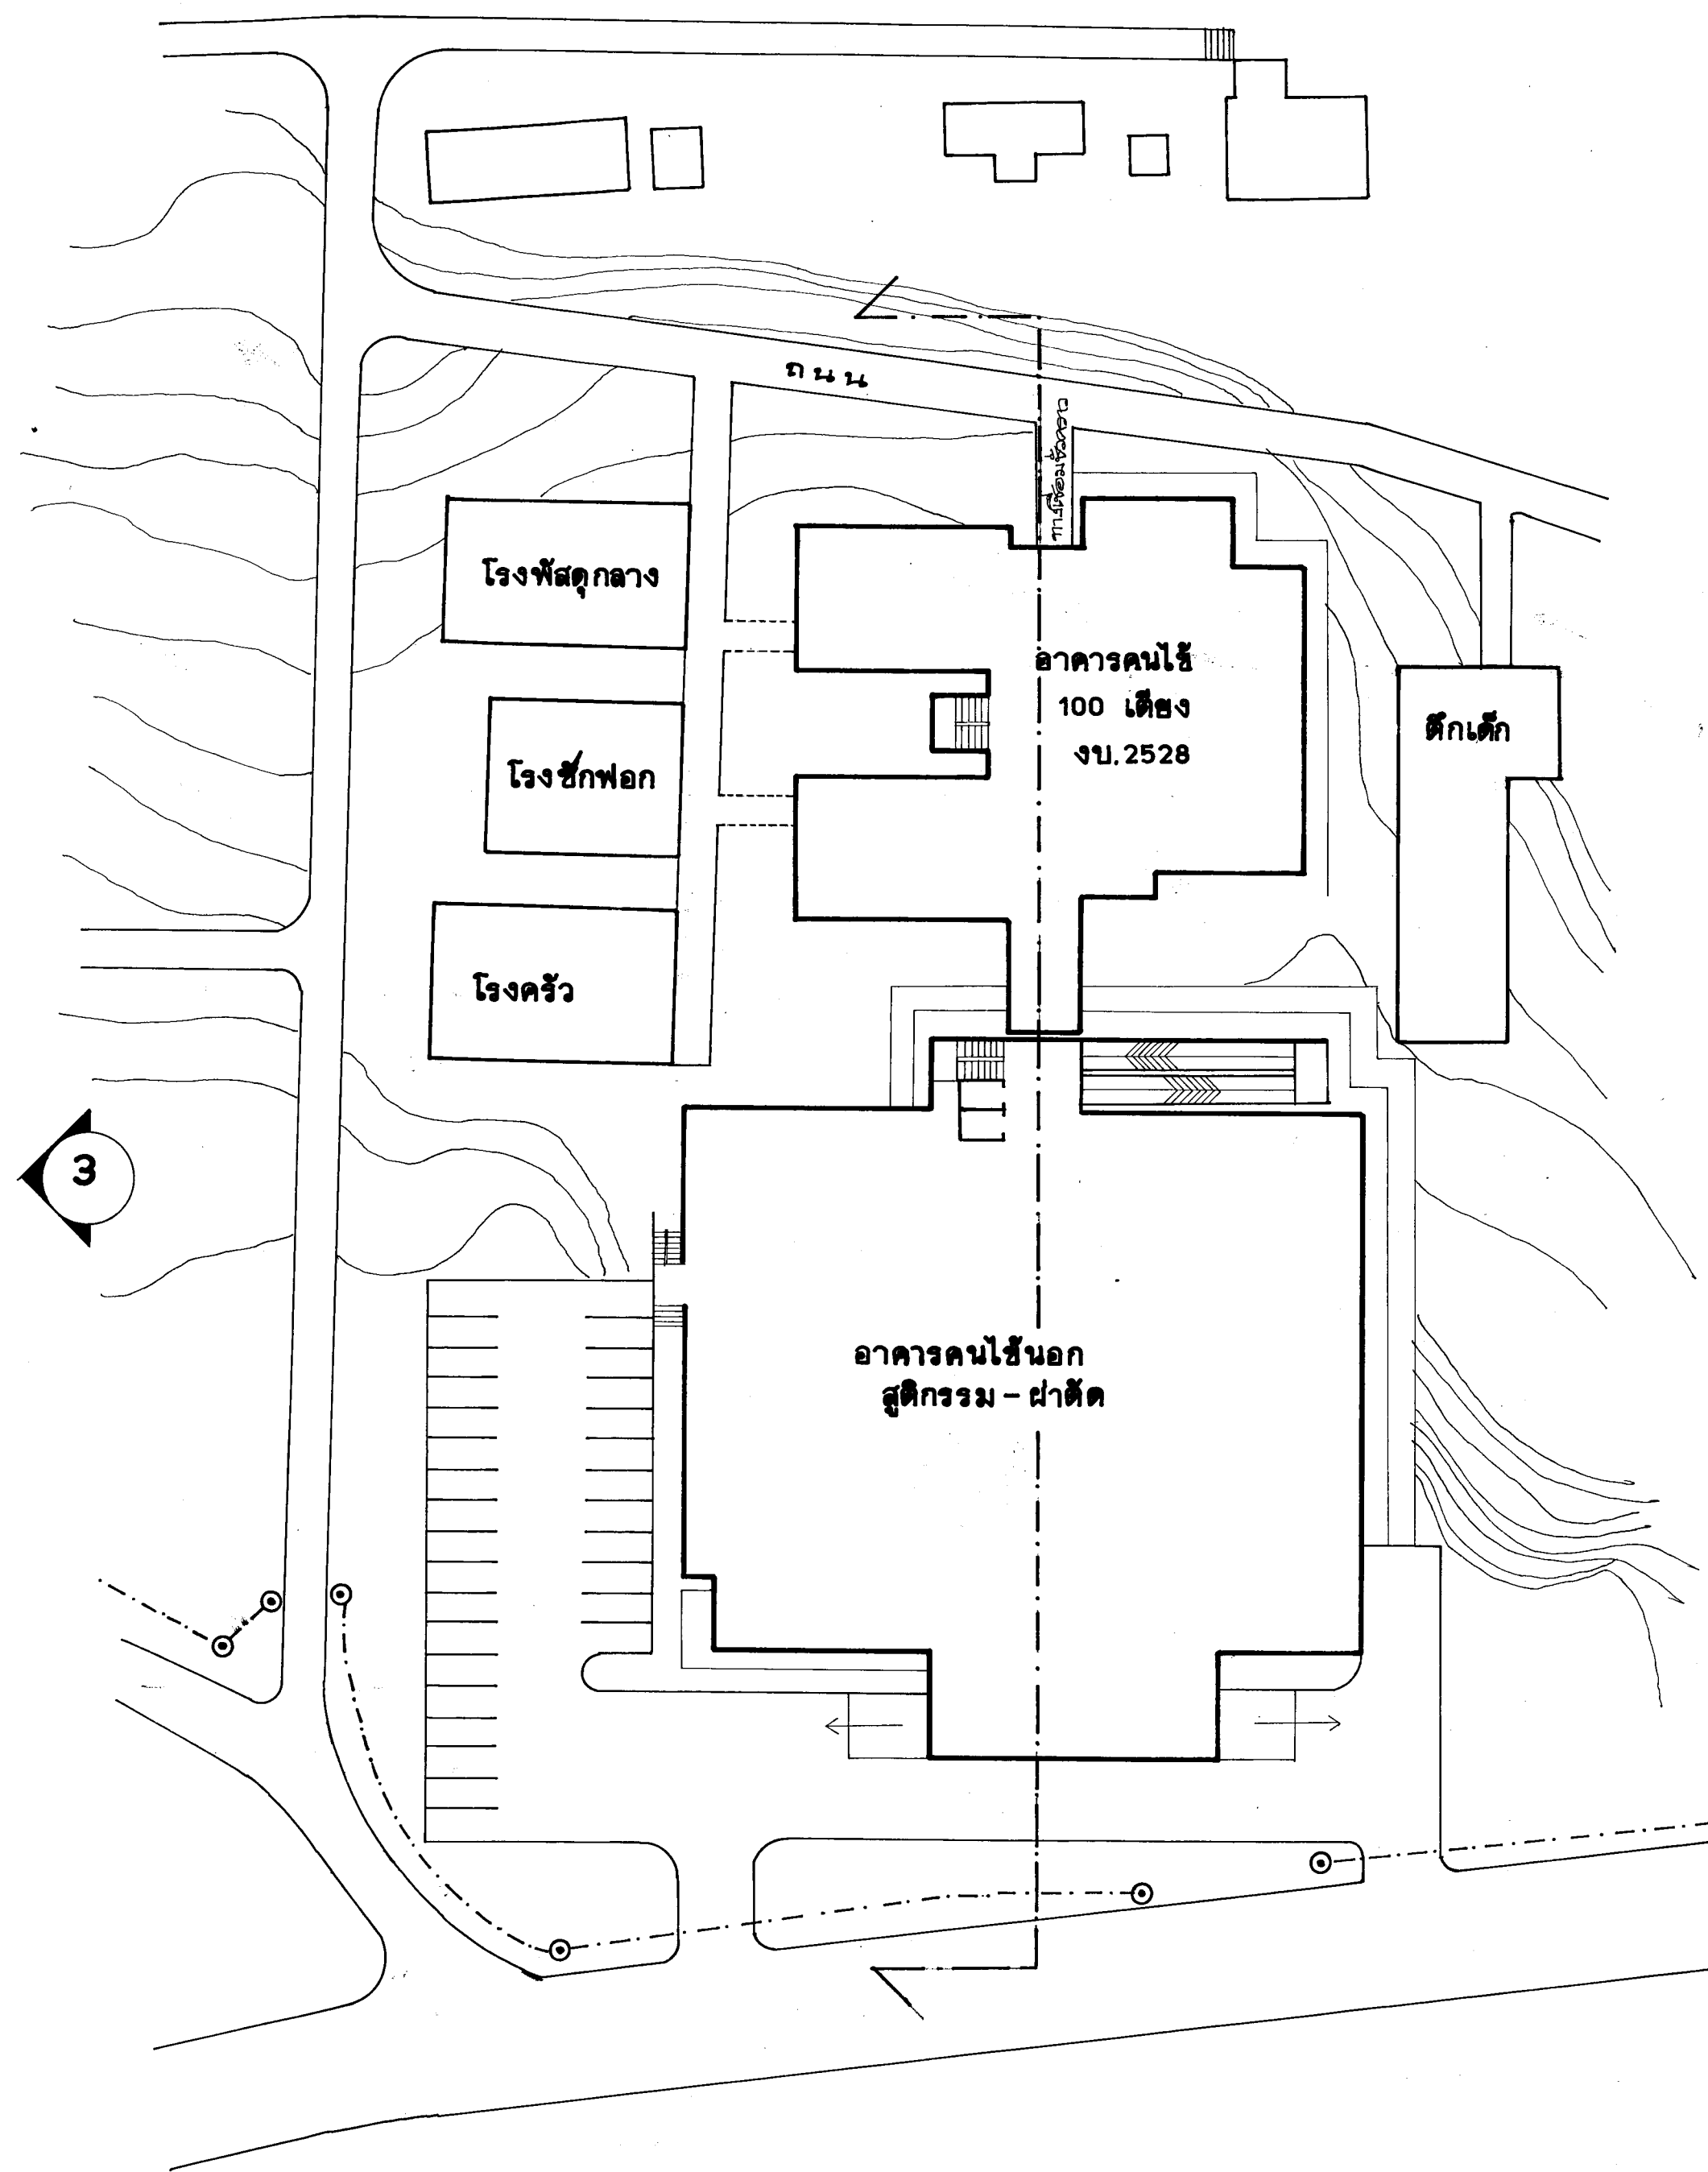 ถนน
โรงพัสดุกลาง
อาคารคนไข้
100 เตียง
งบ.2528
ตึกเด็ก
โรงซักฟอก
โรงครัว
3
อาคารคนไข้นอก
สูติกรรม - ผ่าตัด